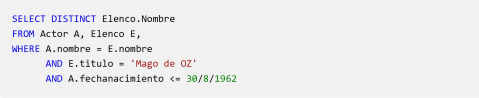 SELECT DISTINCT Elenco.Nombre
FROM Actor A, Elenco E,
WHERE A.nombre = E.nombre
AND E.titulo = 'Mago de OZ'
AND A.fechanacimiento <= 30/8/1962